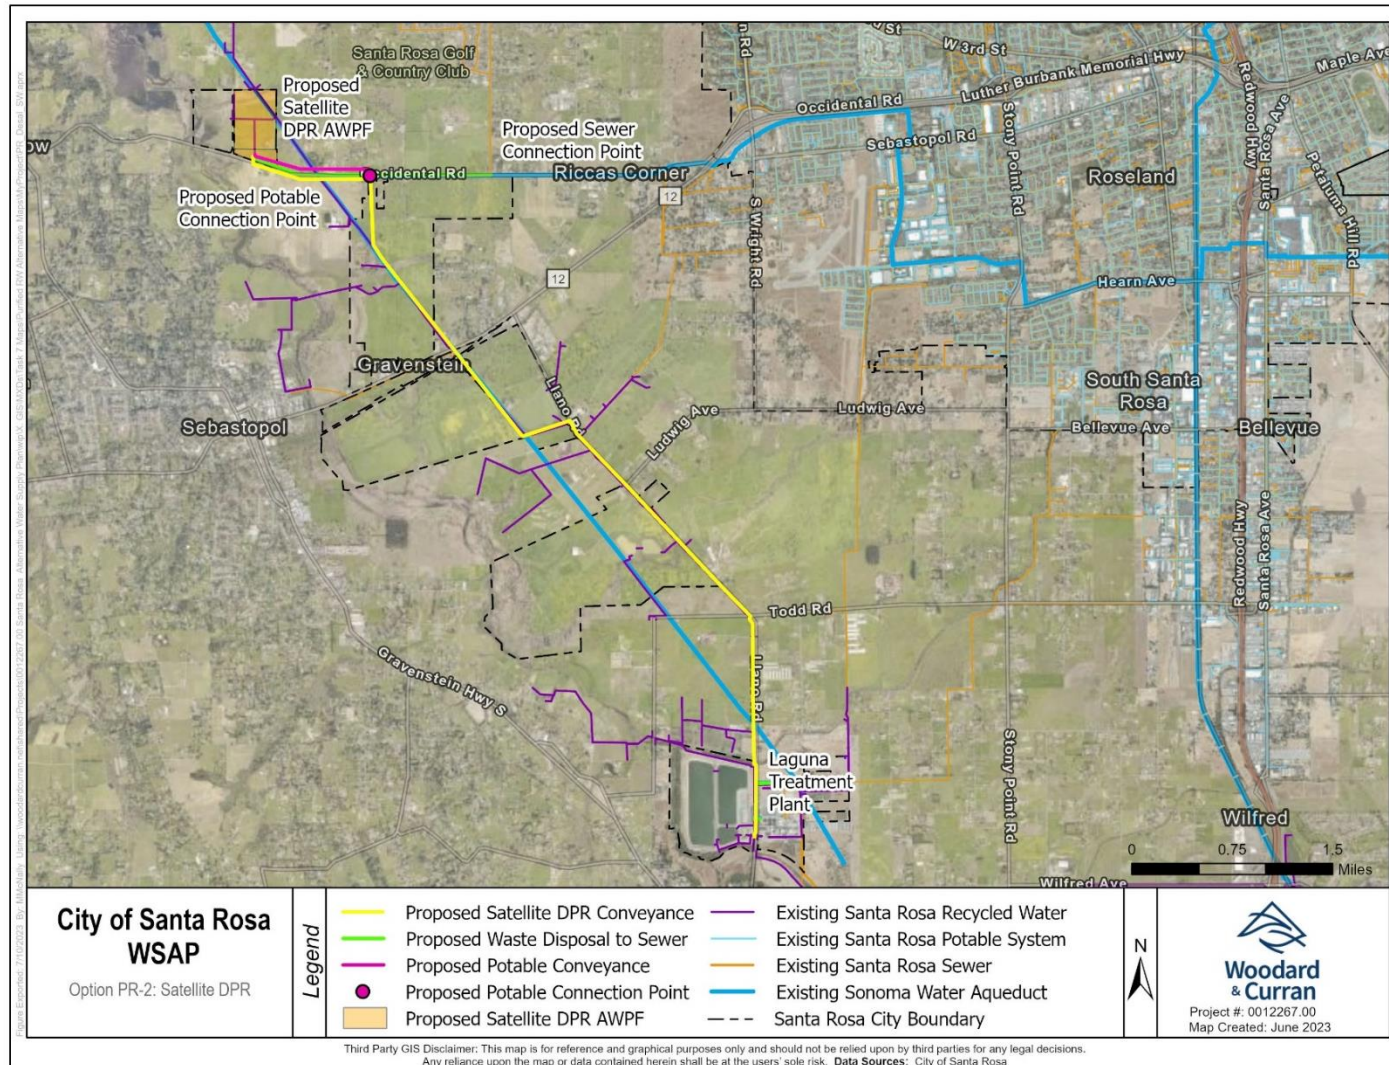 Santa Rosa Golf
& Country Club
Proposed
Satellite
DPR AWPF
Proposed Sewer
Connection Point
Occidental Rd
Riccas Corner
Proposed Potable
Connection Point
W 3rd St
Luther Burbank Memorial Hwy
Occidental Rd
Sebastopol Rd
Stony Point Rd
Redwood Hwy
Santa Rosa Ave
Maple Ave
Petaluma Hill Rd
Roseland
12
S Wright Rd
12
Hearn Ave
Gravenstein
Llano Rd
Sebastopol
Ludwig Ave
Ludwig Ave
South Santa
Rosa
Bellevue Ave
Bellevue
Redwood Hwy
Santa Rosa Ave
Todd Rd
Llano Rd
Gravenstein Hwy S
Stony Point Rd
Laguna
Treatment
Plant
Wilfred
0 0.75 1.5
Miles
Wilfred Ave
City of Santa Rosa
WSAP
Option PR-2: Satellite DPR
Legend
Proposed Satellite DPR Conveyance
Proposed Waste Disposal to Sewer
Proposed Potable Conveyance
Proposed Potable Connection Point
Proposed Satellite DPR AWPF
Existing Santa Rosa Recycled Water
Existing Santa Rosa Potable System
Existing Santa Rosa Sewer
Existing Sonoma Water Aqueduct
Santa Rosa City Boundary
N
Woodard
& Curran
Project #: 0012267.00
Map Created: June 2023
Third Party GIS Disclaimer: This map is for reference and graphical purposes only and should not be relied upon by third parties for any legal decisions.
Any reliance upon the map or data contained herein shall be at the users' sole risk. Data Sources: City of Santa Rosa